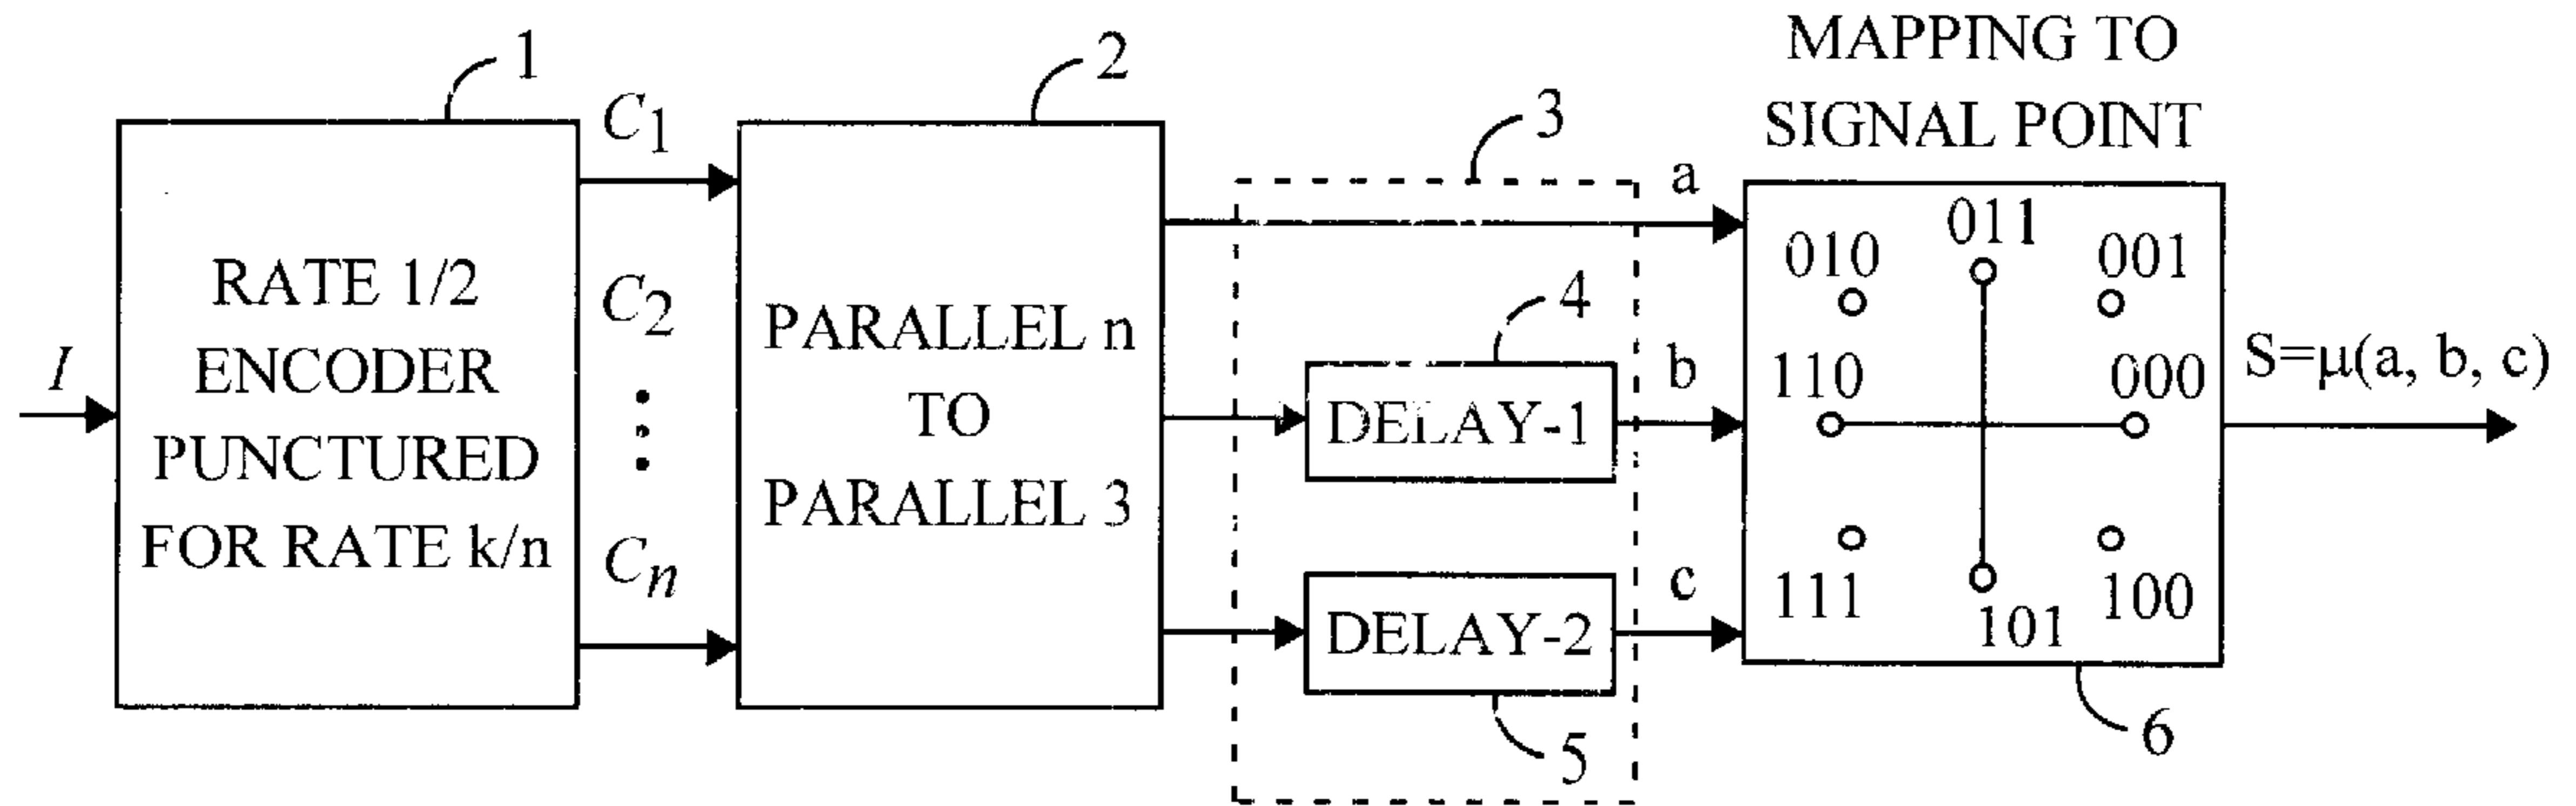 1
2
3
4
5
6
I
RATE 1/2
ENCODER
PUNCTURED
FOR RATE k/n
C1
C2
Cn
PARALLEL n
TO
PARALLEL 3
DELAY-1
DELAY-2
a
b
c
MAPPING TO
SIGNAL POINT
011
010
001
110
000
111
101
100
S=μ(a, b, c)